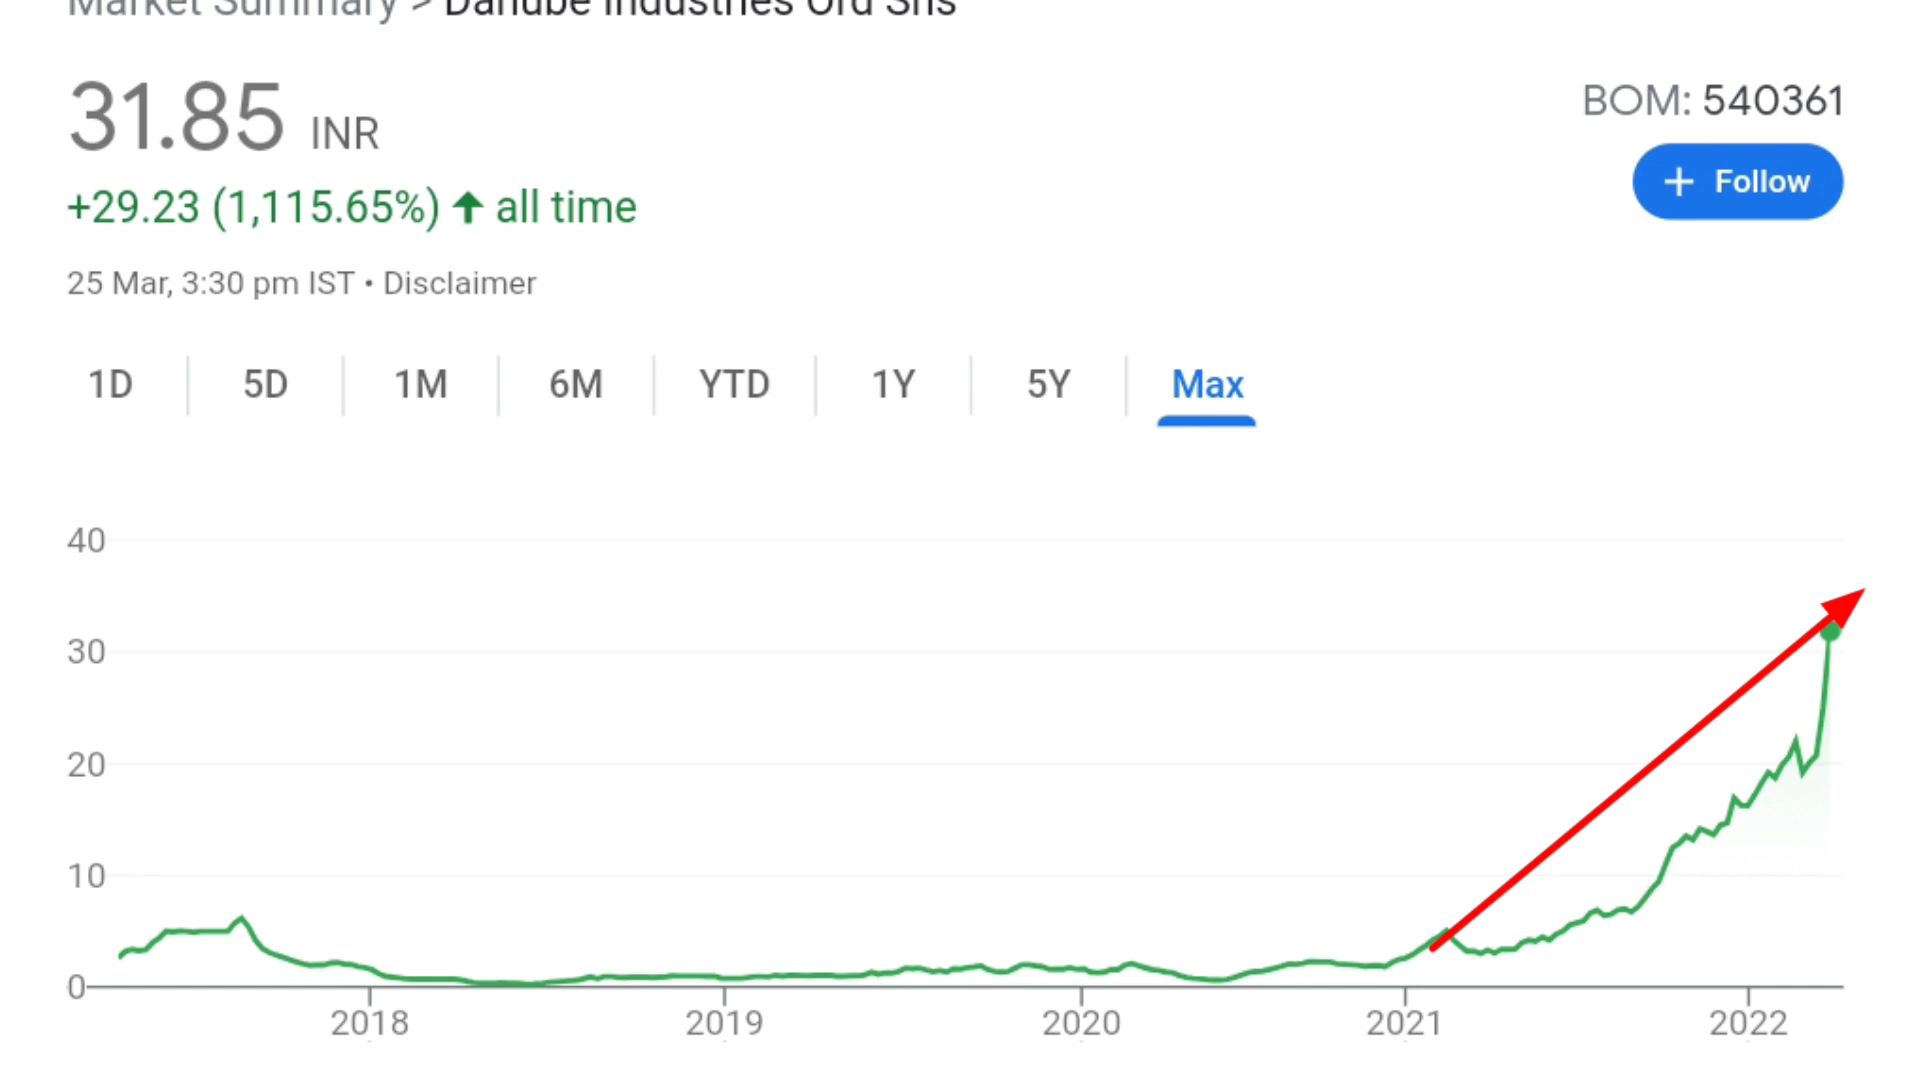 Market Summary > Danube Industries Ord Shs
31.85 INR
BOM: 540361
+ Follow
+29.23 (1,115.65%) ↑ all time
25 Mar, 3:30 pm IST • Disclaimer
1D 5D 1M 6M YTD 1Y 5Y Max
40
30
20
10
0
2018 2019 2020 2021 2022